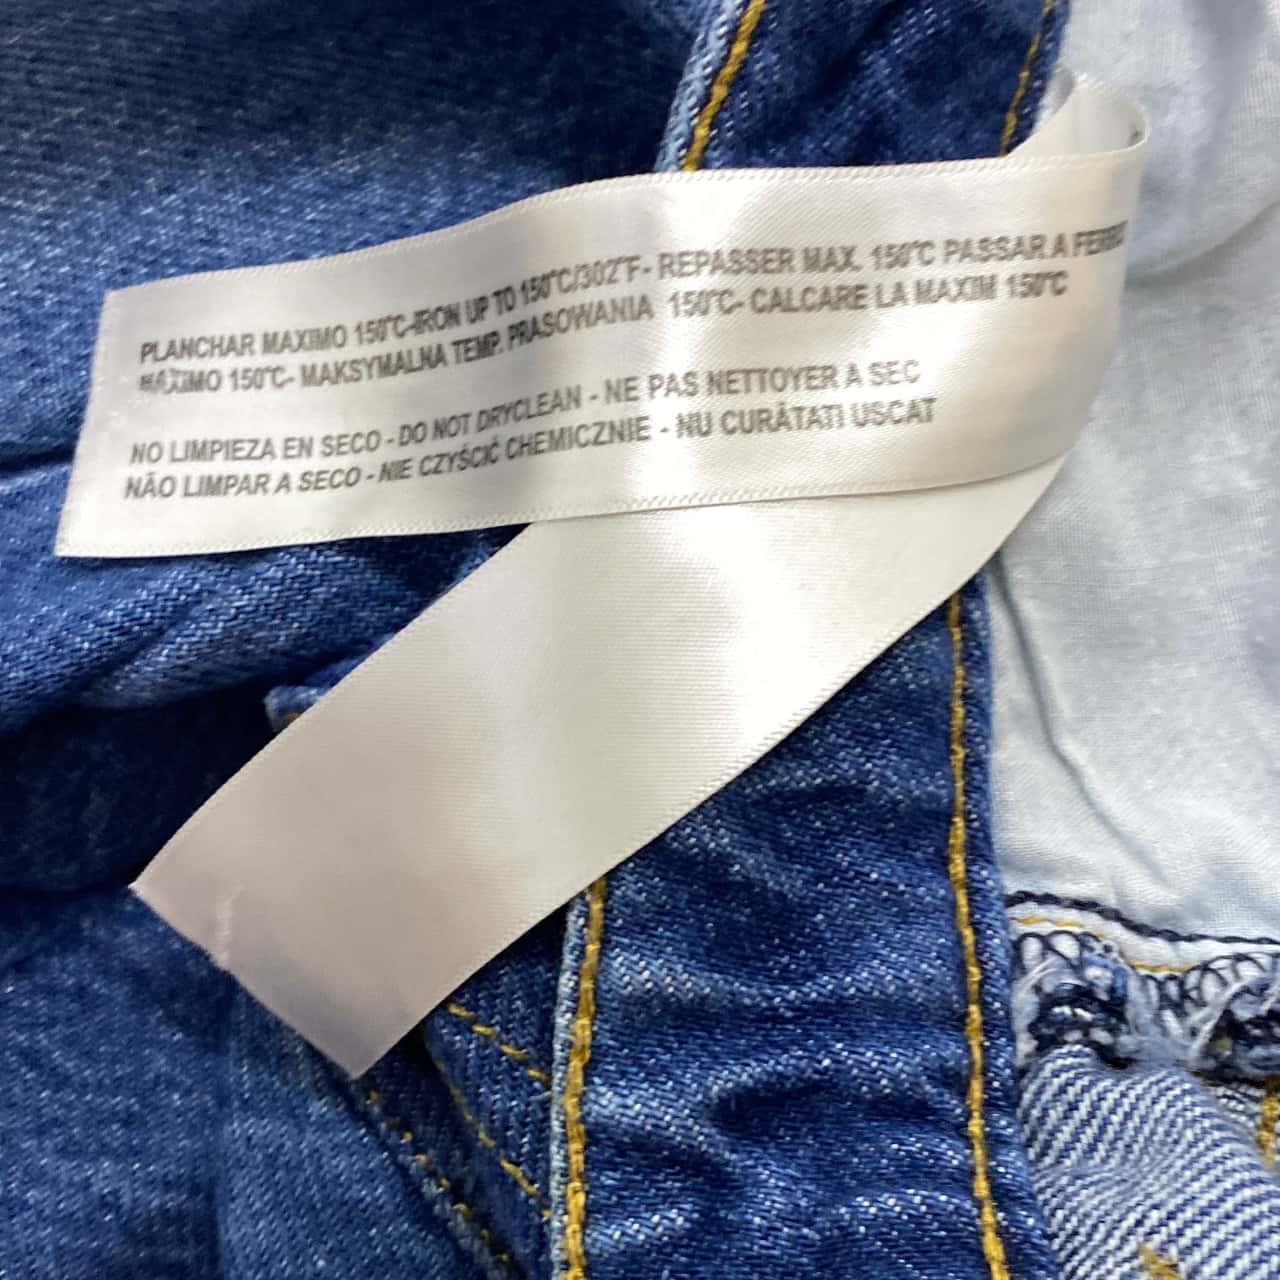 PLANCHAR MAXIMO 150°C-IRON UP TO 150°C/302°F- REPASSER MAX. 150°C PASSAR A FERRO
MAXIMO 150°C- MAKSYMALNA TEMP. PRASOWANIA 150°C- CALCARE LA MAXIM 150°C
NO LIMPIEZA EN SECO - DO NOT DRYCLEAN - NE PAS NETTOYER A SEC
NÃO LIMPAR A SECO - NIE CZYŚCIĆ CHEMICZNIE - NU CURĂTATI USCAT